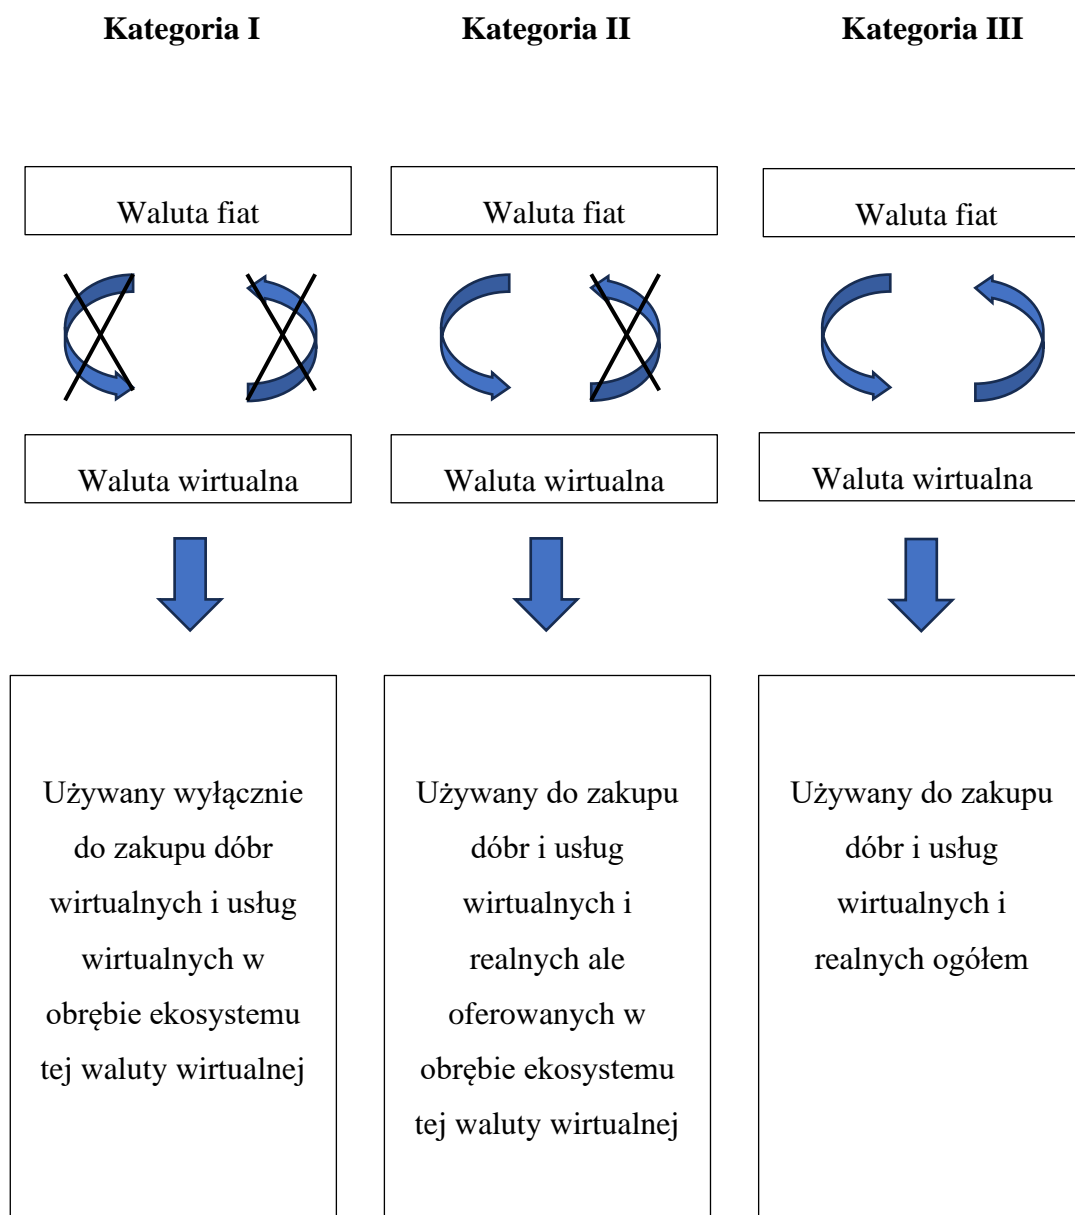 Kategoria I
Kategoria II
Kategoria III
Waluta fiat
Waluta fiat
Waluta fiat
Waluta wirtualna
Waluta wirtualna
Waluta wirtualna
Używany wyłącznie
do zakupu dóbr
wirtualnych i usług
wirtualnych w
obrębie ekosystemu
tej waluty wirtualnej
Używany do zakupu
dóbr i usług
wirtualnych i
realnych ale
oferowanych w
obrębie ekosystemu
tej waluty wirtualnej
Używany do zakupu
dóbr i usług
wirtualnych i
realnych ogółem